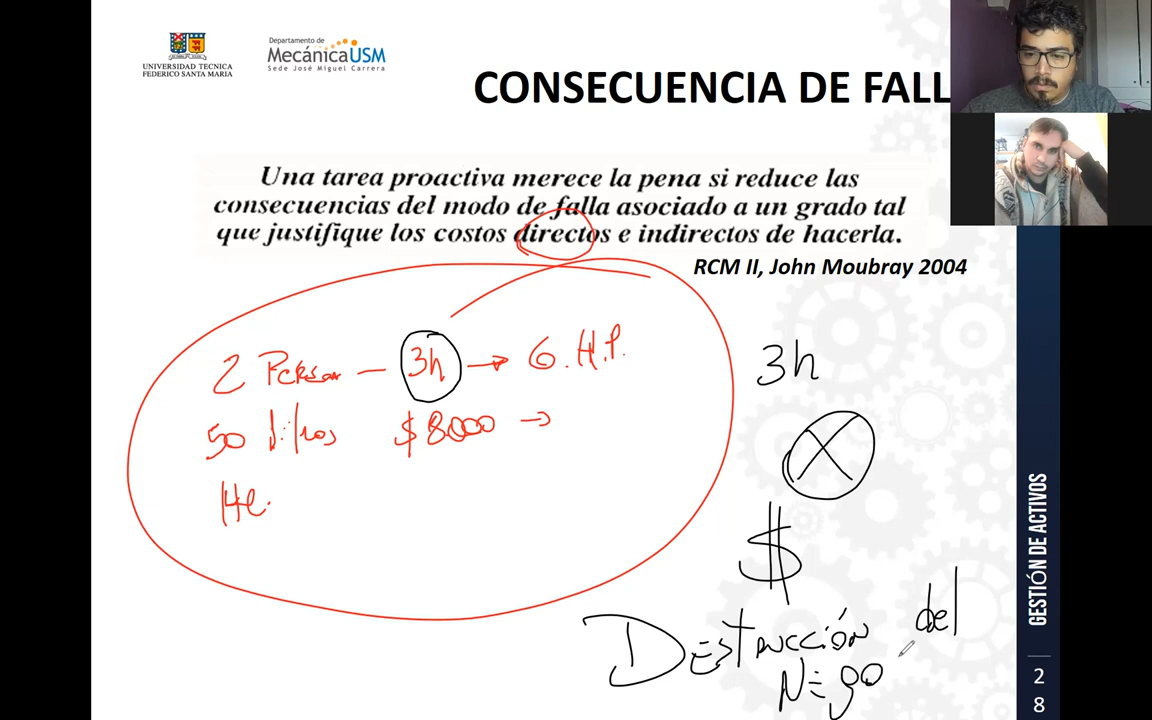 UNIVERSIDAD TECNICA
FEDERICO SANTA MARIA
Departamento de
MecánicaUSM
Sede José Miguel Carrera
CONSECUENCIA DE FALL
Una tarea proactiva merece la pena si reduce las
consecuencias del modo de falla asociado a un grado tal
que justifique los costos directos e indirectos de hacerla.
RCM II, John Moubray 2004
2 Person — 3h → 6.H.P.
50 litros $8000 →
3h
$
DESTRUCCIÓN del
NEgO
GESTIÓN DE ACTIVOS
2
8